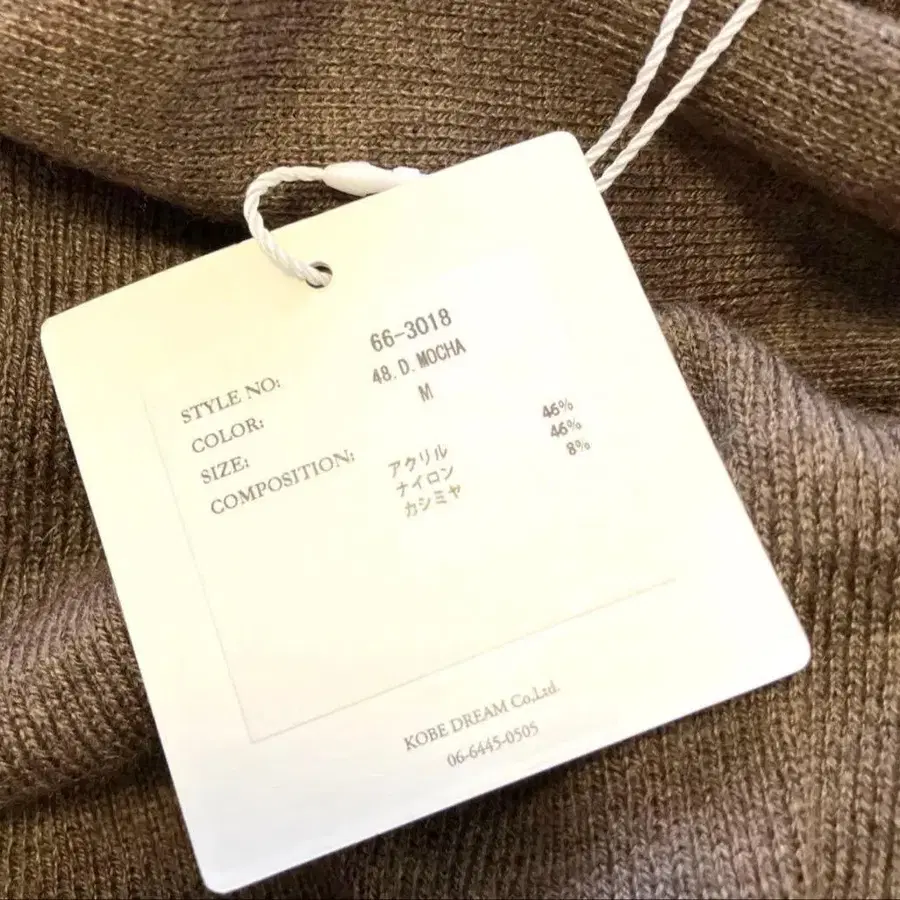 STYLE NO: 66-3018
COLOR: 48. D. MOCHA
SIZE: M
COMPOSITION: アクリル 46%
ナイロン 46%
カシミヤ 8%
KOBE DREAM Co,Ltd.
06-6445-0505